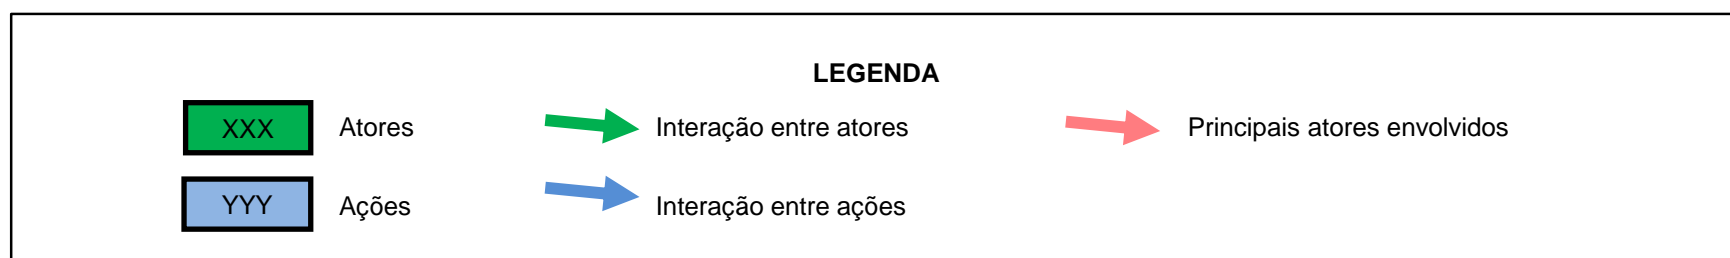 LEGENDA
XXX Atores Interação entre atores Principais atores envolvidos
YYY Ações Interação entre ações